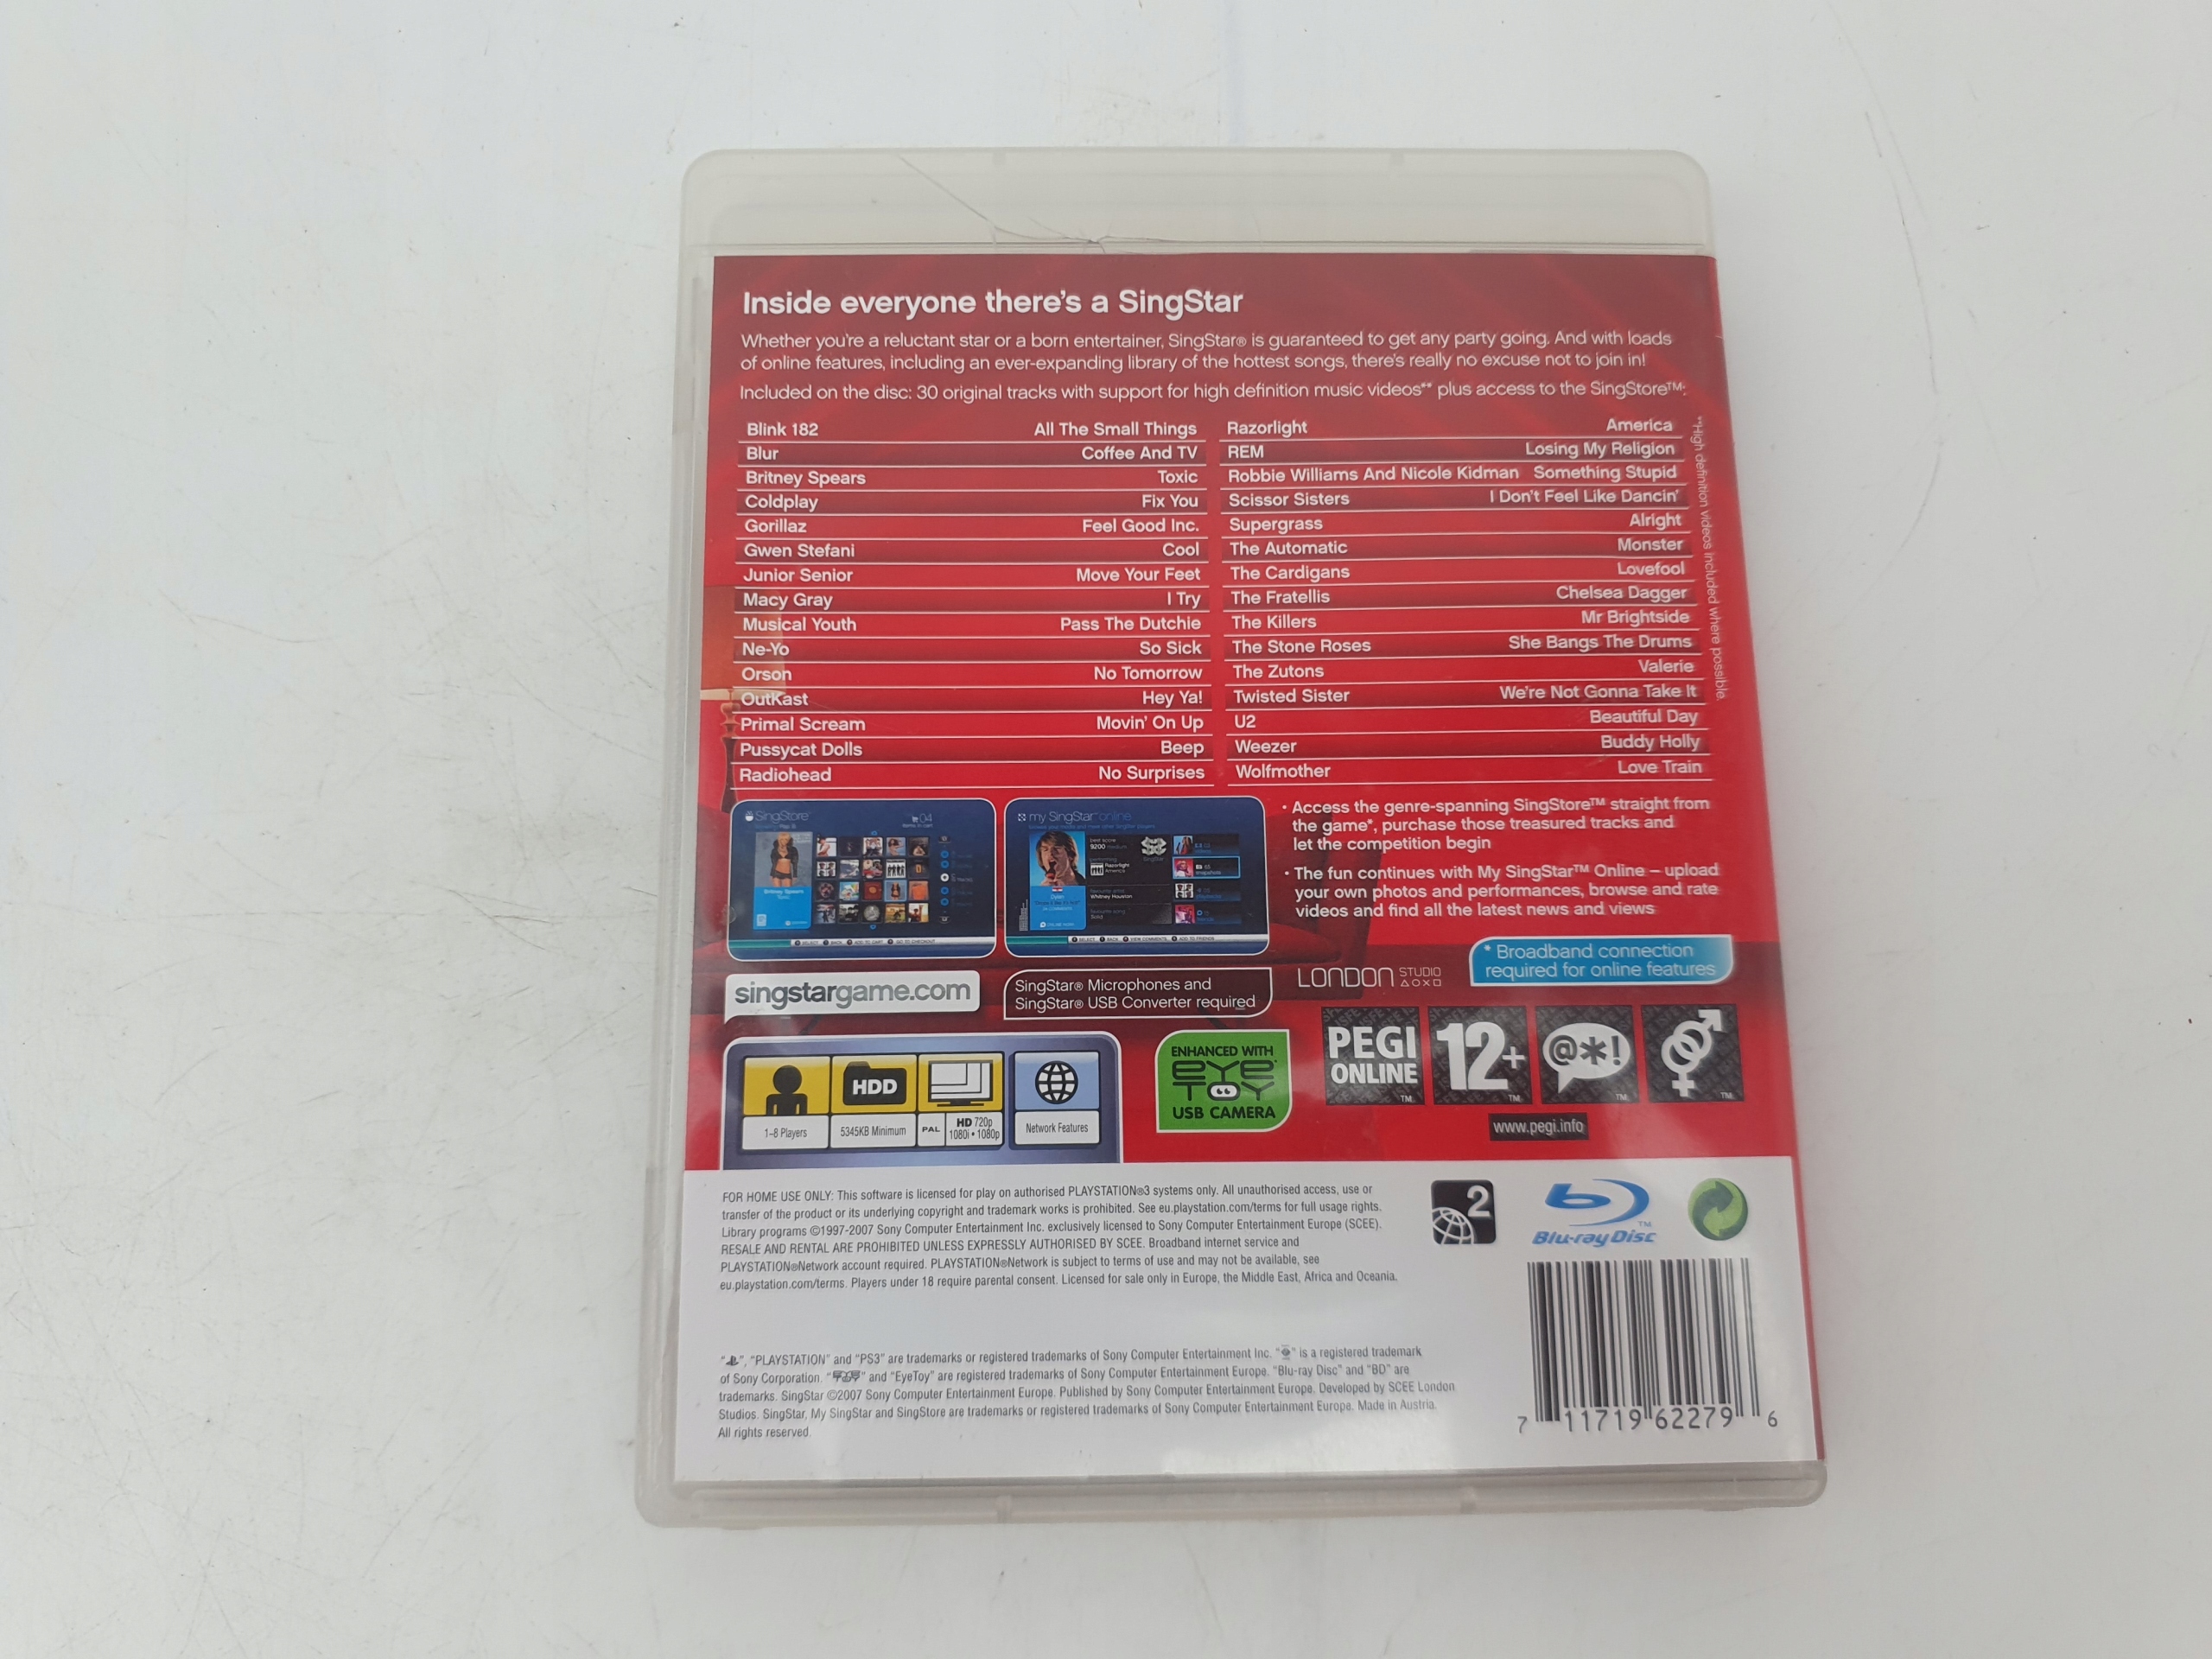 Inside everyone there's a SingStar
Whether you're a reluctant star or a born entertainer, SingStar® is guaranteed to get any party going. And with loads
of online features, including an ever-expanding library of the hottest songs, there's really no excuse not to join in!
Included on the disc: 30 original tracks with support for high definition music videos** plus access to the SingStore™:
Blink 182 All The Small Things
Blur Coffee And TV
Britney Spears Toxic
Coldplay Fix You
Gorillaz Feel Good Inc.
Gwen Stefani Cool
Junior Senior Move Your Feet
Macy Gray I Try
Musical Youth Pass The Dutchie
Ne-Yo So Sick
Orson No Tomorrow
OutKast Hey Ya!
Primal Scream Movin' On Up
Pussycat Dolls Beep
Radiohead No Surprises
Razorlight America
REM Losing My Religion
Robbie Williams And Nicole Kidman Something Stupid
Scissor Sisters I Don't Feel Like Dancin'
Supergrass Alright
The Automatic Monster
The Cardigans Lovefool
The Fratellis Chelsea Dagger
The Killers Mr Brightside
The Stone Roses She Bangs The Drums
The Zutons Valerie
Twisted Sister We're Not Gonna Take It
U2 Beautiful Day
Weezer Buddy Holly
Wolfmother Love Train
**High definition videos included where possible.
SingStore
04
Britney Spears
Toxic
my SingStar online
9200
Razorlight
America
Whitney Houston
• Access the genre-spanning SingStore™ straight from
the game*, purchase those treasured tracks and
let the competition begin
• The fun continues with My SingStar™ Online – upload
your own photos and performances, browse and rate
videos and find all the latest news and views
* Broadband connection
required for online features
singstargame.com
SingStar® Microphones and
SingStar® USB Converter required
LONDON STUDIO
1-8 Players
HDD
5345KB Minimum
PAL
HD 720p
1080i • 1080p
Network Features
ENHANCED WITH
EYE
TOY
USB CAMERA
PEGI
ONLINE
™
12+
™
@*!
™
™
www.pegi.info
FOR HOME USE ONLY: This software is licensed for play on authorised PLAYSTATION®3 systems only. All unauthorised access, use or
transfer of the product or its underlying copyright and trademark works is prohibited. See eu.playstation.com/terms for full usage rights.
Library programs ©1997-2007 Sony Computer Entertainment Inc. exclusively licensed to Sony Computer Entertainment Europe (SCEE).
RESALE AND RENTAL ARE PROHIBITED UNLESS EXPRESSLY AUTHORISED BY SCEE. Broadband internet service and
PLAYSTATION®Network account required. PLAYSTATION®Network is subject to terms of use and may not be available, see
eu.playstation.com/terms. Players under 18 require parental consent. Licensed for sale only in Europe, the Middle East, Africa and Oceania.
2
Blu-ray Disc
™
" ", "PLAYSTATION" and "PS3" are trademarks or registered trademarks of Sony Computer Entertainment Inc. " " is a registered trademark
of Sony Corporation. " " and "EyeToy" are registered trademarks of Sony Computer Entertainment Europe. "Blu-ray Disc" and "BD" are
trademarks. SingStar ©2007 Sony Computer Entertainment Europe. Published by Sony Computer Entertainment Europe. Developed by SCEE London
Studios. SingStar, My SingStar and SingStore are trademarks or registered trademarks of Sony Computer Entertainment Europe. Made in Austria.
All rights reserved.
7 11719 62279 6